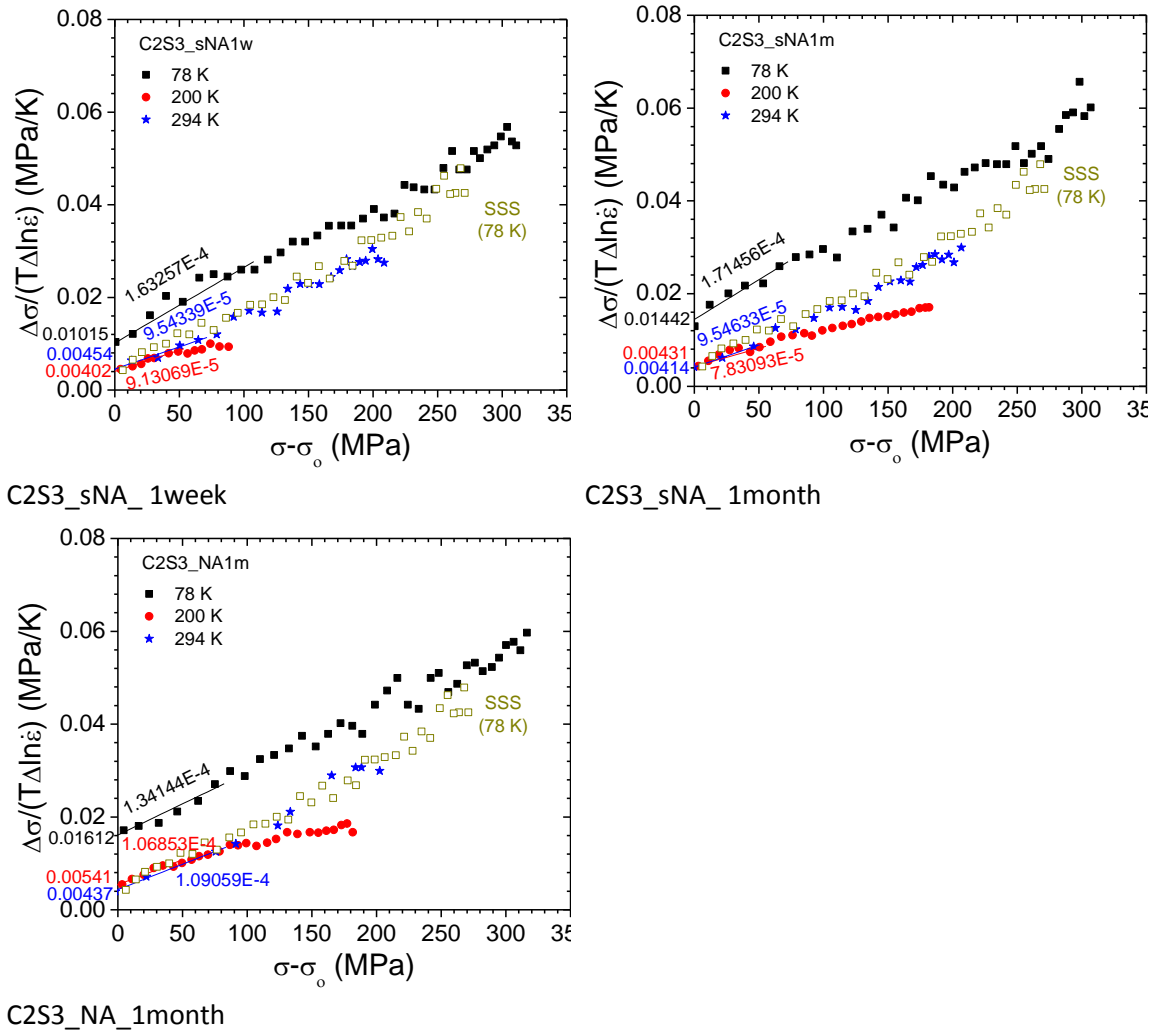 C2S3_sNA1w
78 K
200 K
294 K
SSS
(78 K)
1.63257E-4
9.54339E-5
9.13069E-5
0.01015
0.00454
0.00402
0.08
0.06
0.04
0.02
0.00
0 50 100 150 200 250 300 35
Δσ/(TΔlnε̇) (MPa/K)
σ-σo (MPa)
C2S3_sNA_ 1week
C2S3_sNA1m
78 K
200 K
294 K
SSS
(78 K)
1.71456E-4
9.54633E-5
7.83093E-5
0.01442
0.00431
0.00414
0.08
0.06
0.04
0.02
0.00
0 50 100 150 200 250 300 35
Δσ/(TΔlnε̇) (MPa/K)
σ-σo (MPa)
C2S3_sNA_ 1month
C2S3_NA1m
78 K
200 K
294 K
SSS
(78 K)
1.34144E-4
1.06853E-4
1.09059E-4
0.01612
0.00541
0.00437
0.08
0.06
0.04
0.02
0.00
0 50 100 150 200 250 300 35
Δσ/(TΔlnε̇) (MPa/K)
σ-σo (MPa)
C2S3_NA_1month